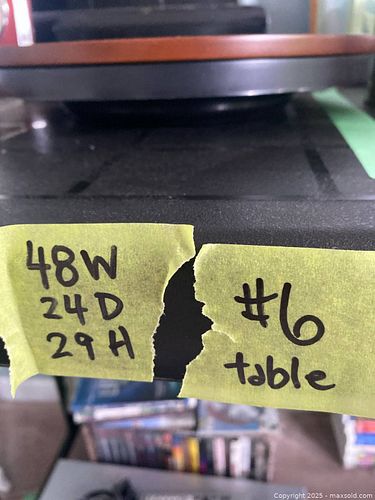 48W
24D
29H
#6
table
Copyright 2025 - maxsold.com